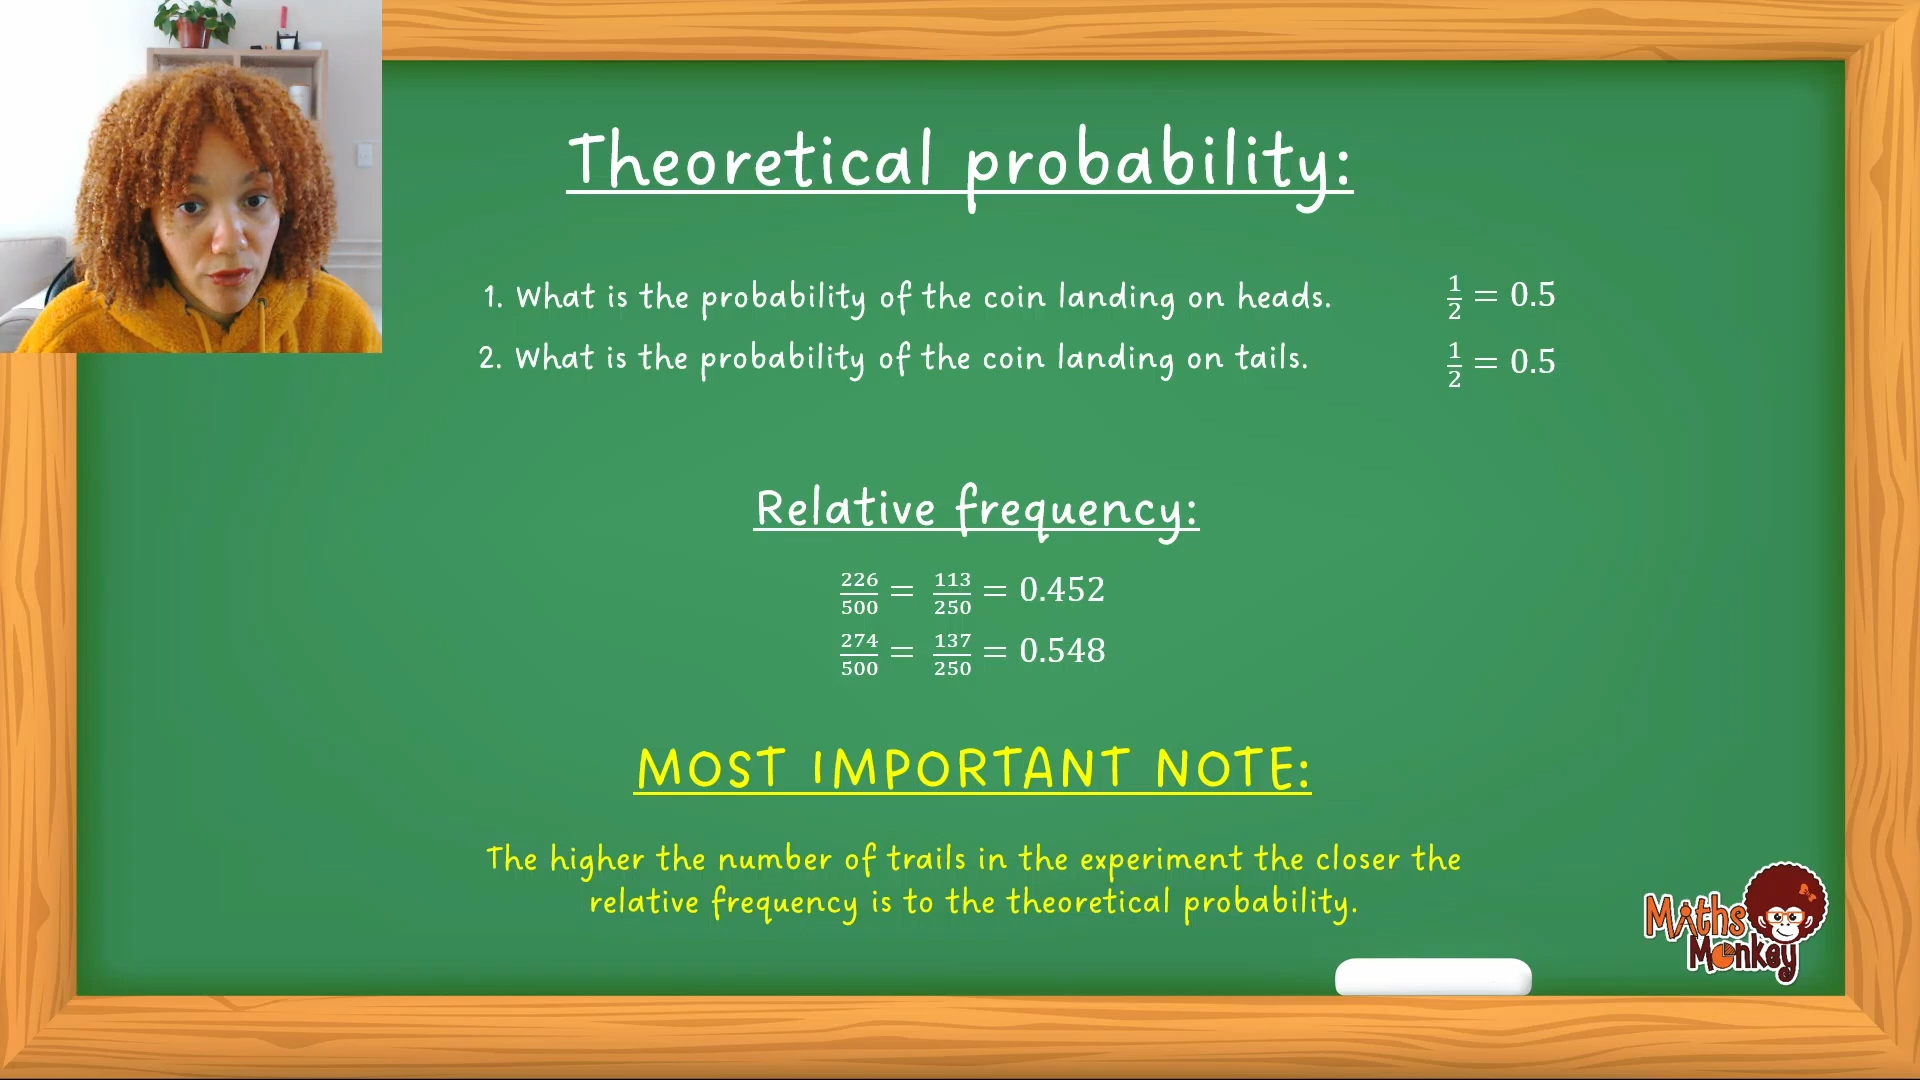 Theoretical probability:
1. What is the probability of the coin landing on heads. 1/2 = 0.5
2. What is the probability of the coin landing on tails. 1/2 = 0.5
Relative frequency:
226/500 = 113/250 = 0.452
274/500 = 137/250 = 0.548
MOST IMPORTANT NOTE:
The higher the number of trails in the experiment the closer the
relative frequency is to the theoretical probability.
Maths
Monkey